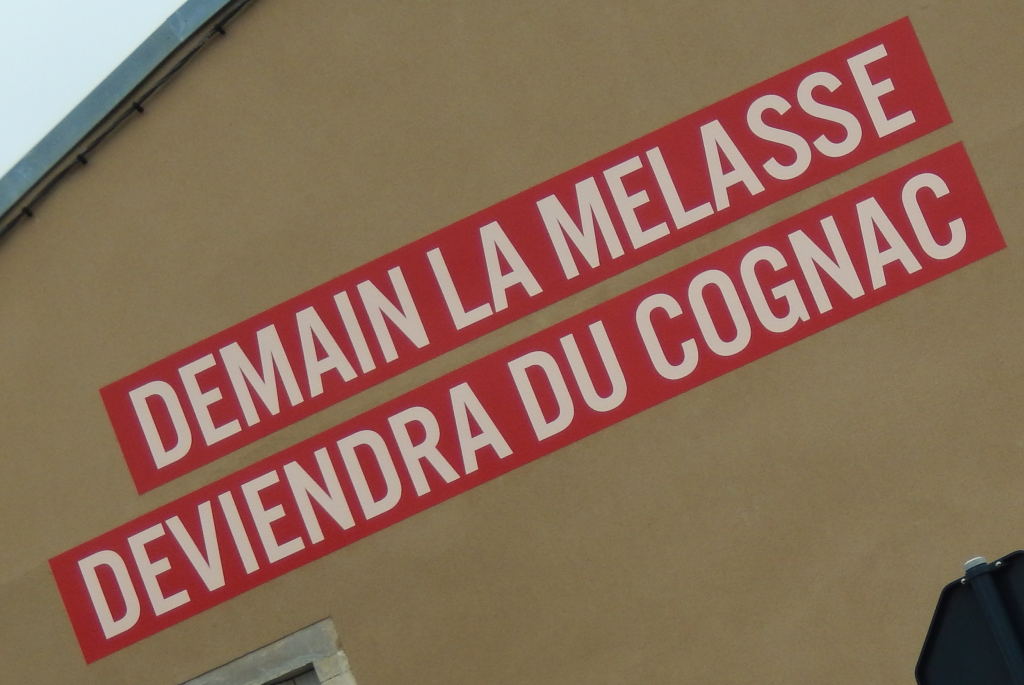 DEMAIN LA MELASSE
DEVIENDRA DU COGNAC